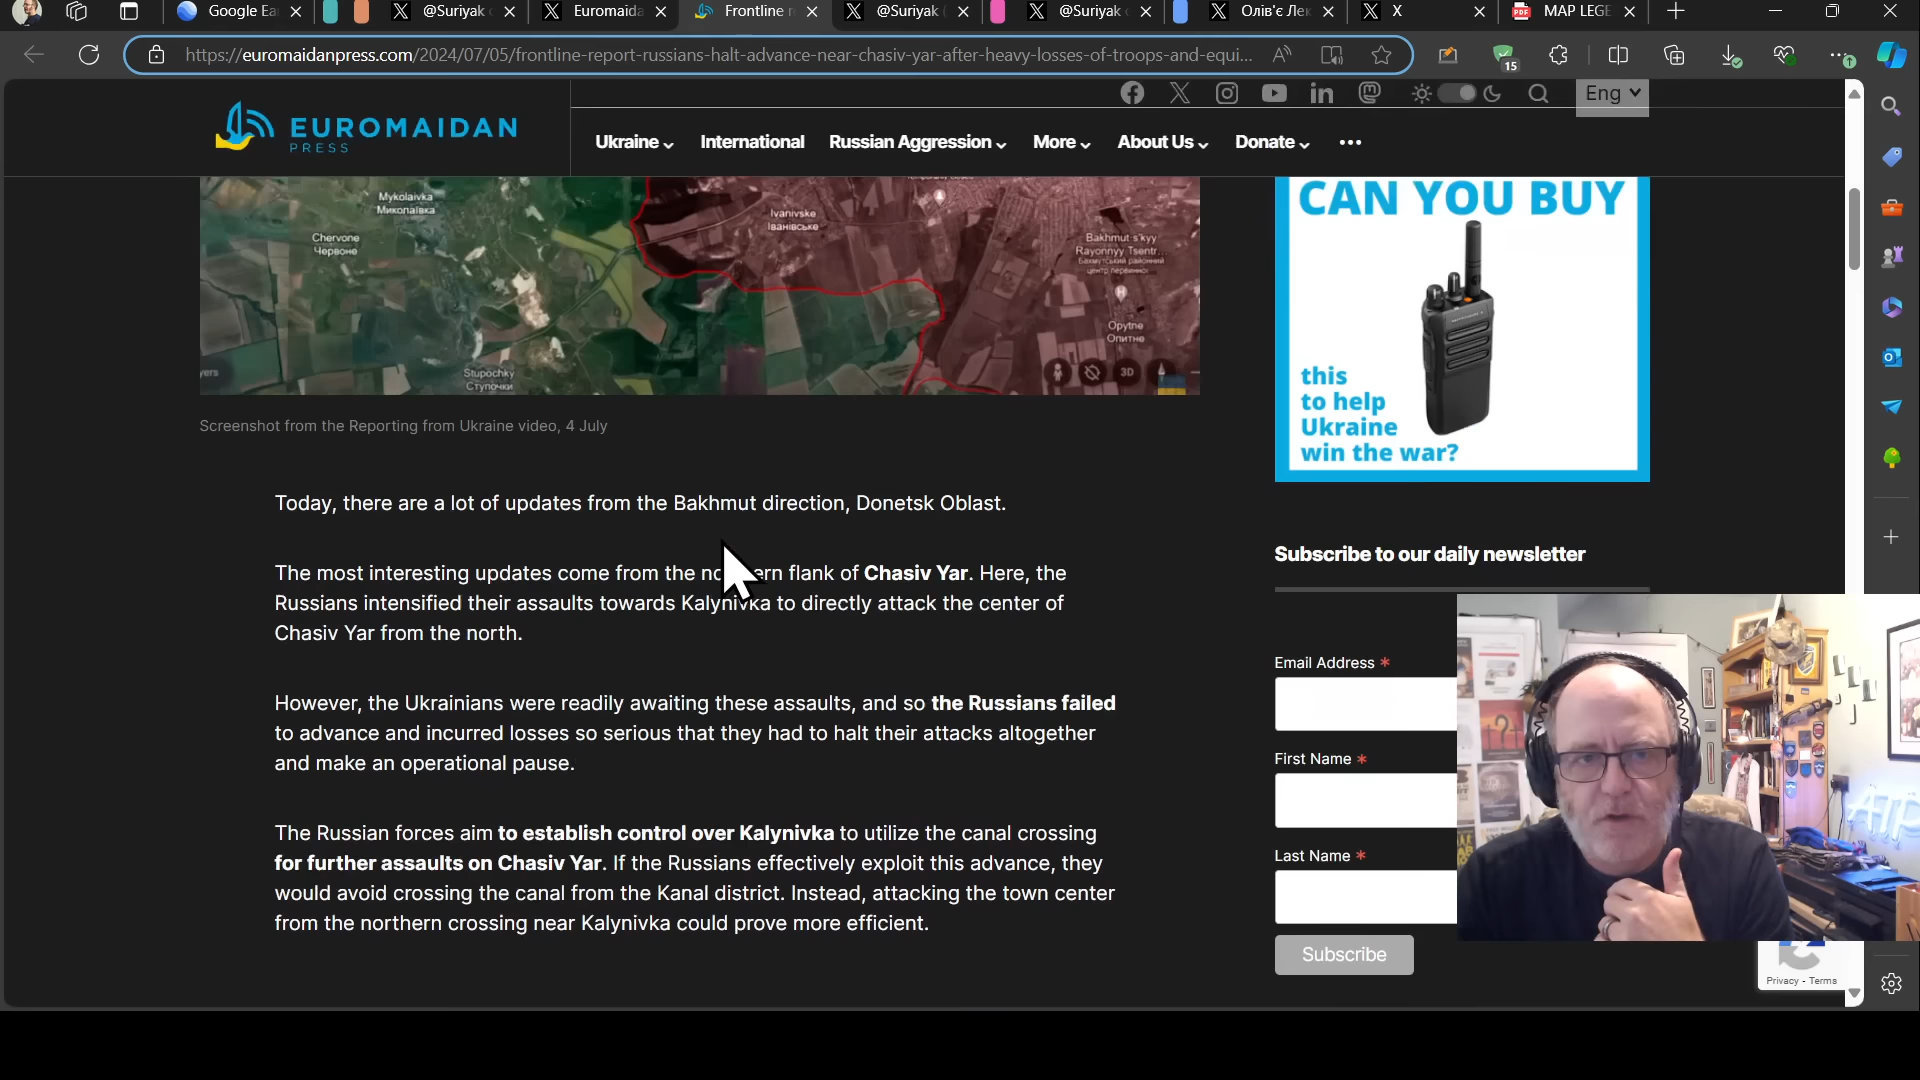 Google Ea
@Suriyak
Euromaida
Frontline r
@Suriyak
@Suriyak
Олів'є Лек
X
MAP LEGE
https://euromaidanpress.com/2024/07/05/frontline-report-russians-halt-advance-near-chasiv-yar-after-heavy-losses-of-troops-and-equi...
15
EUROMAIDAN
PRESS
Eng
Ukraine
International
Russian Aggression
More
About Us
Donate
Mykolaivka
Миколаївка
Chervone
Червоне
Ivanivske
Іванівське
Bakhmut s'kyy
Rayonnyy Tsentr...
Opytne
Опитне
Stupochky
Ступочки
3D
Screenshot from the Reporting from Ukraine video, 4 July
Today, there are a lot of updates from the Bakhmut direction, Donetsk Oblast.
The most interesting updates come from the no ern flank of Chasiv Yar. Here, the
Russians intensified their assaults towards Kalynivka to directly attack the center of
Chasiv Yar from the north.
However, the Ukrainians were readily awaiting these assaults, and so the Russians failed
to advance and incurred losses so serious that they had to halt their attacks altogether
and make an operational pause.
The Russian forces aim to establish control over Kalynivka to utilize the canal crossing
for further assaults on Chasiv Yar. If the Russians effectively exploit this advance, they
would avoid crossing the canal from the Kanal district. Instead, attacking the town center
from the northern crossing near Kalynivka could prove more efficient.
CAN YOU BUY
this
to help
Ukraine
win the war?
Subscribe to our daily newsletter
Email Address *
First Name *
Last Name *
Subscribe
Privacy - Terms